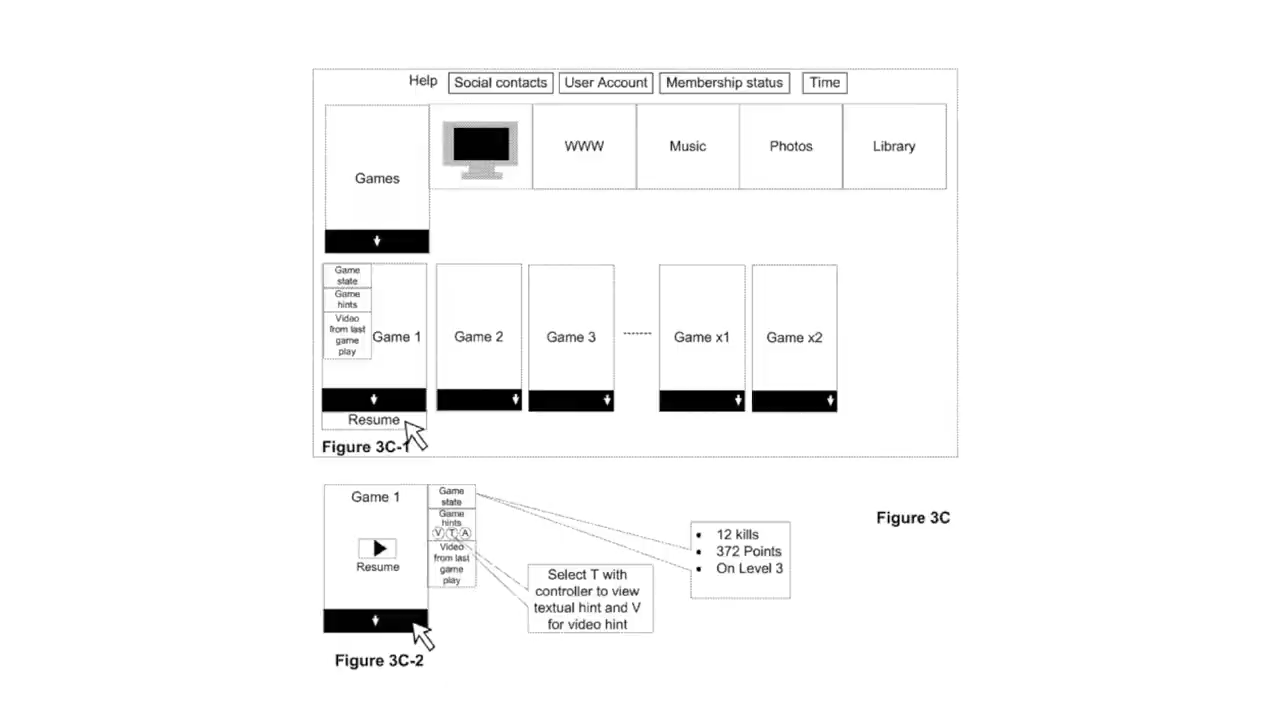 Help Social contacts User Account Membership status Time
Games
WWW
Music
Photos
Library
Game
state
Game
hints
Video
from last
game
play
Game 1
Game 2
Game 3
Game x1
Game x2
Resume
Figure 3C-1
Game 1
Resume
Game
state
Game
hints
V T A
Video
from last
game
play
Select T with
controller to view
textual hint and V
for video hint
• 12 kills
• 372 Points
• On Level 3
Figure 3C
Figure 3C-2